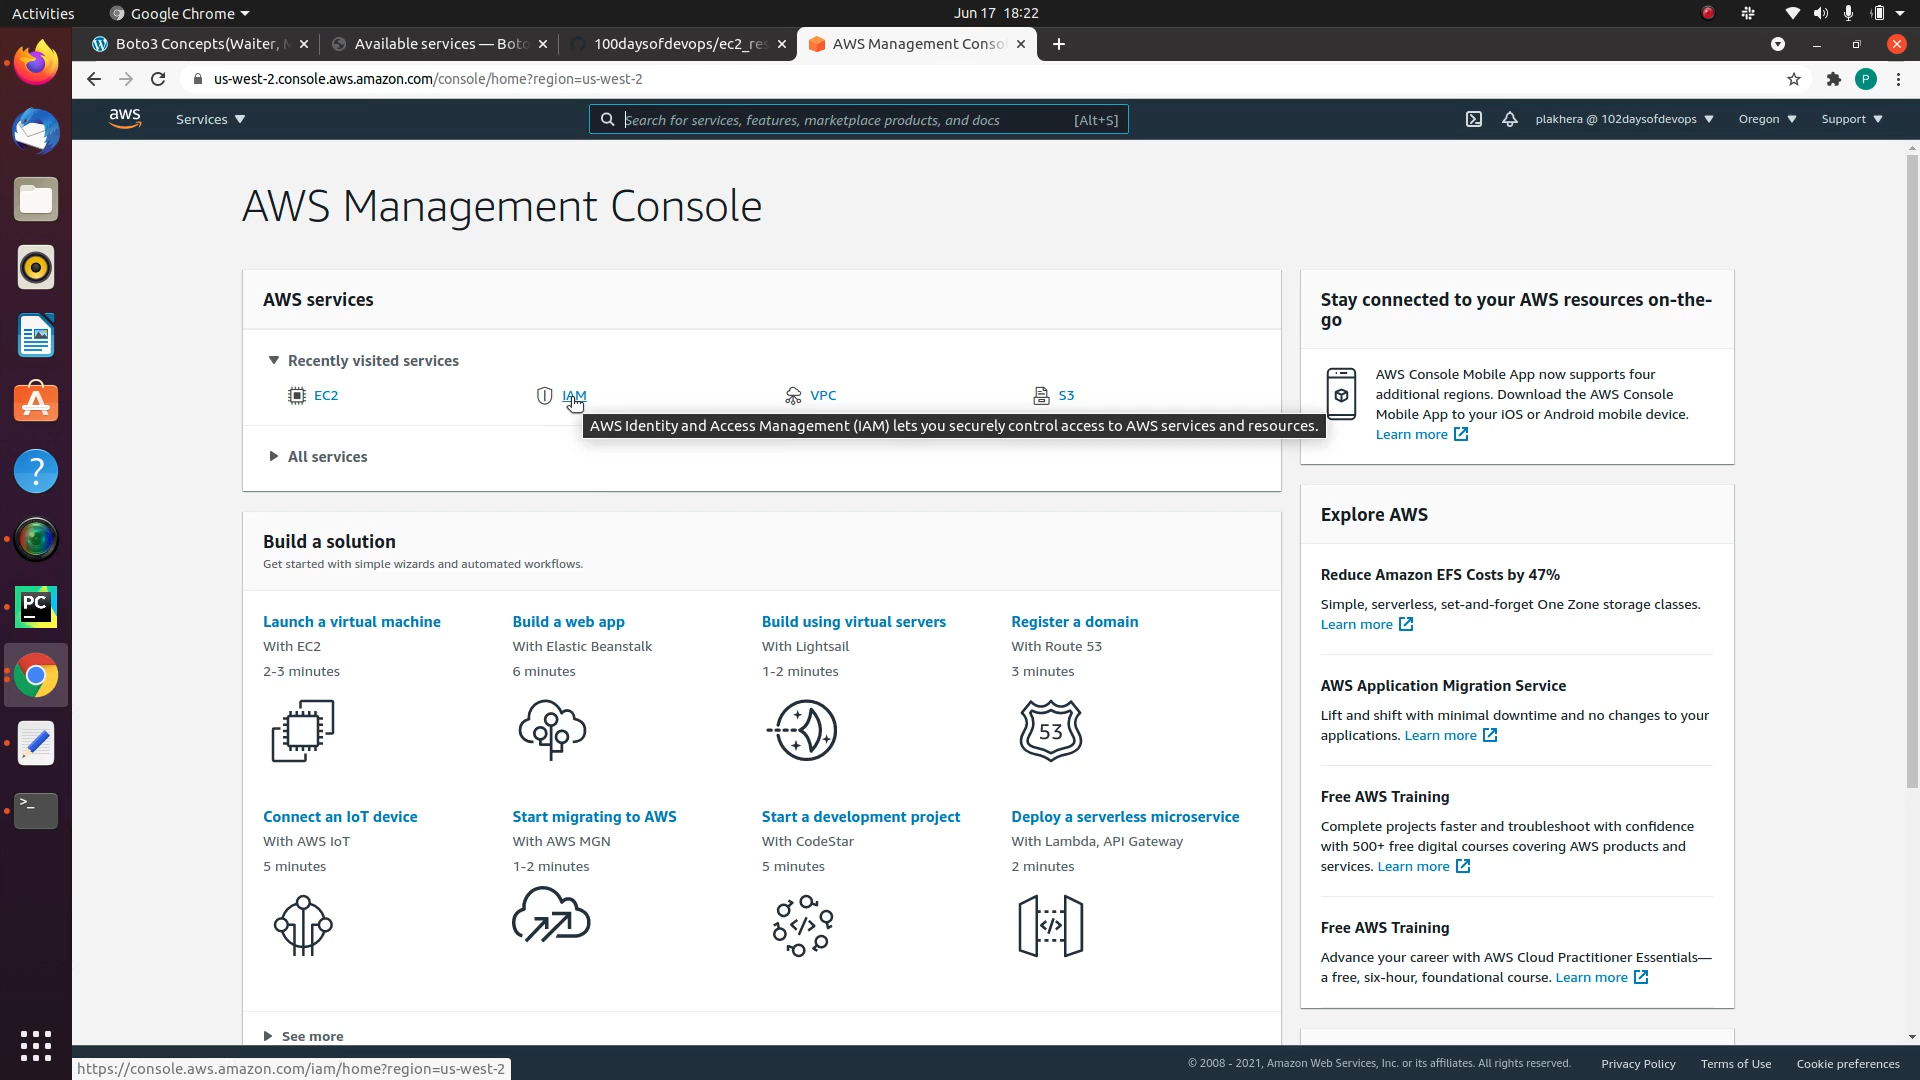 Activities
Google Chrome
Jun 17 18:22
Boto3 Concepts(Waiter,
Available services — Boto
100daysofdevops/ec2_res
AWS Management Conso
us-west-2.console.aws.amazon.com/console/home?region=us-west-2
P
aws
Services
Search for services, features, marketplace products, and docs
[Alt+S]
plakhera @ 102daysofdevops
Oregon
Support
AWS Management Console
AWS services
Recently visited services
EC2
IAM
VPC
S3
AWS Identity and Access Management (IAM) lets you securely control access to AWS services and resources.
All services
Build a solution
Get started with simple wizards and automated workflows.
Launch a virtual machine
With EC2
2-3 minutes
Build a web app
With Elastic Beanstalk
6 minutes
Build using virtual servers
With Lightsail
1-2 minutes
Register a domain
With Route 53
3 minutes
53
Connect an IoT device
With AWS IoT
5 minutes
Start migrating to AWS
With AWS MGN
1-2 minutes
Start a development project
With CodeStar
5 minutes
</>
Deploy a serverless microservice
With Lambda, API Gateway
2 minutes
</>
See more
Stay connected to your AWS resources on-the-
go
AWS Console Mobile App now supports four
additional regions. Download the AWS Console
Mobile App to your iOS or Android mobile device.
Learn more
Explore AWS
Reduce Amazon EFS Costs by 47%
Simple, serverless, set-and-forget One Zone storage classes.
Learn more
AWS Application Migration Service
Lift and shift with minimal downtime and no changes to your
applications. Learn more
Free AWS Training
Complete projects faster and troubleshoot with confidence
with 500+ free digital courses covering AWS products and
services. Learn more
Free AWS Training
Advance your career with AWS Cloud Practitioner Essentials—
a free, six-hour, foundational course. Learn more
PC
>_
https://console.aws.amazon.com/iam/home?region=us-west-2
© 2008 - 2021, Amazon Web Services, Inc. or its affiliates. All rights reserved.
Privacy Policy
Terms of Use
Cookie preferences